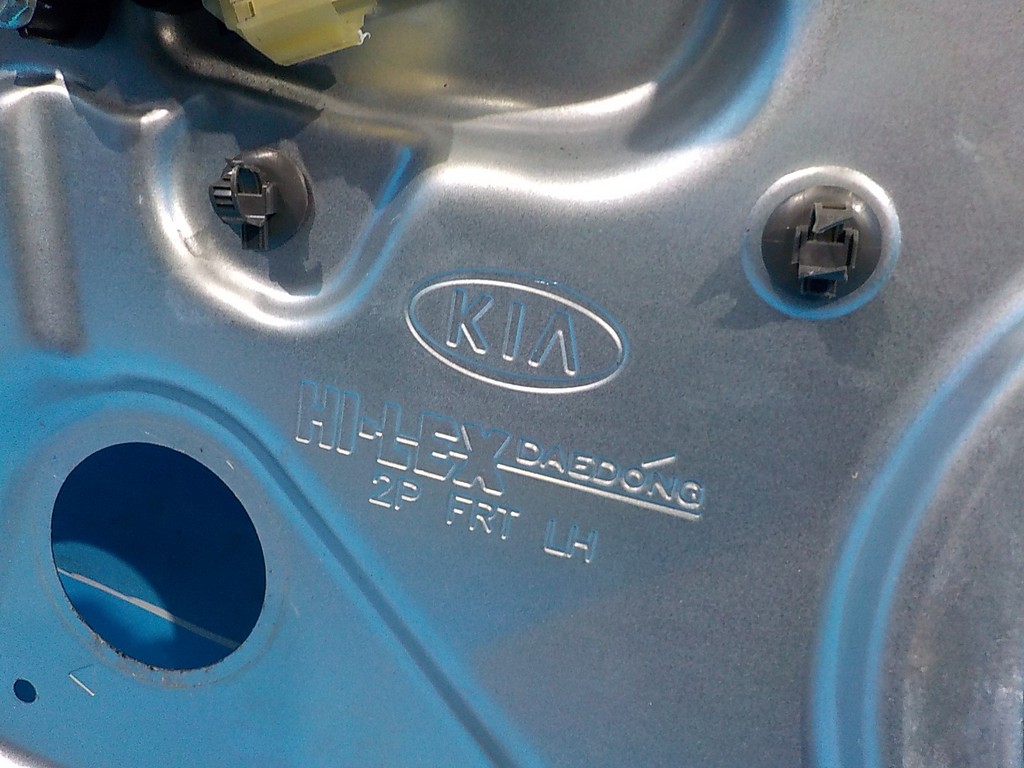 KIA
HI-LEX DAEDONG
2P FRT LH